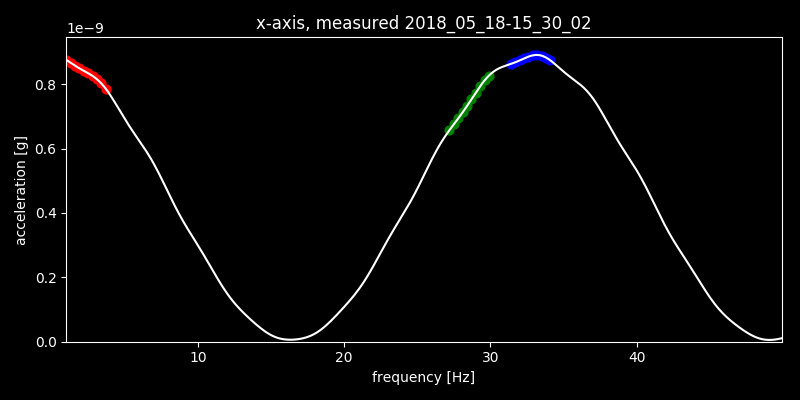 x-axis, measured 2018_05_18-15_30_02
1e−9
0.8
0.6
0.4
0.2
0.0
acceleration [g]
10 20 30 40
frequency [Hz]